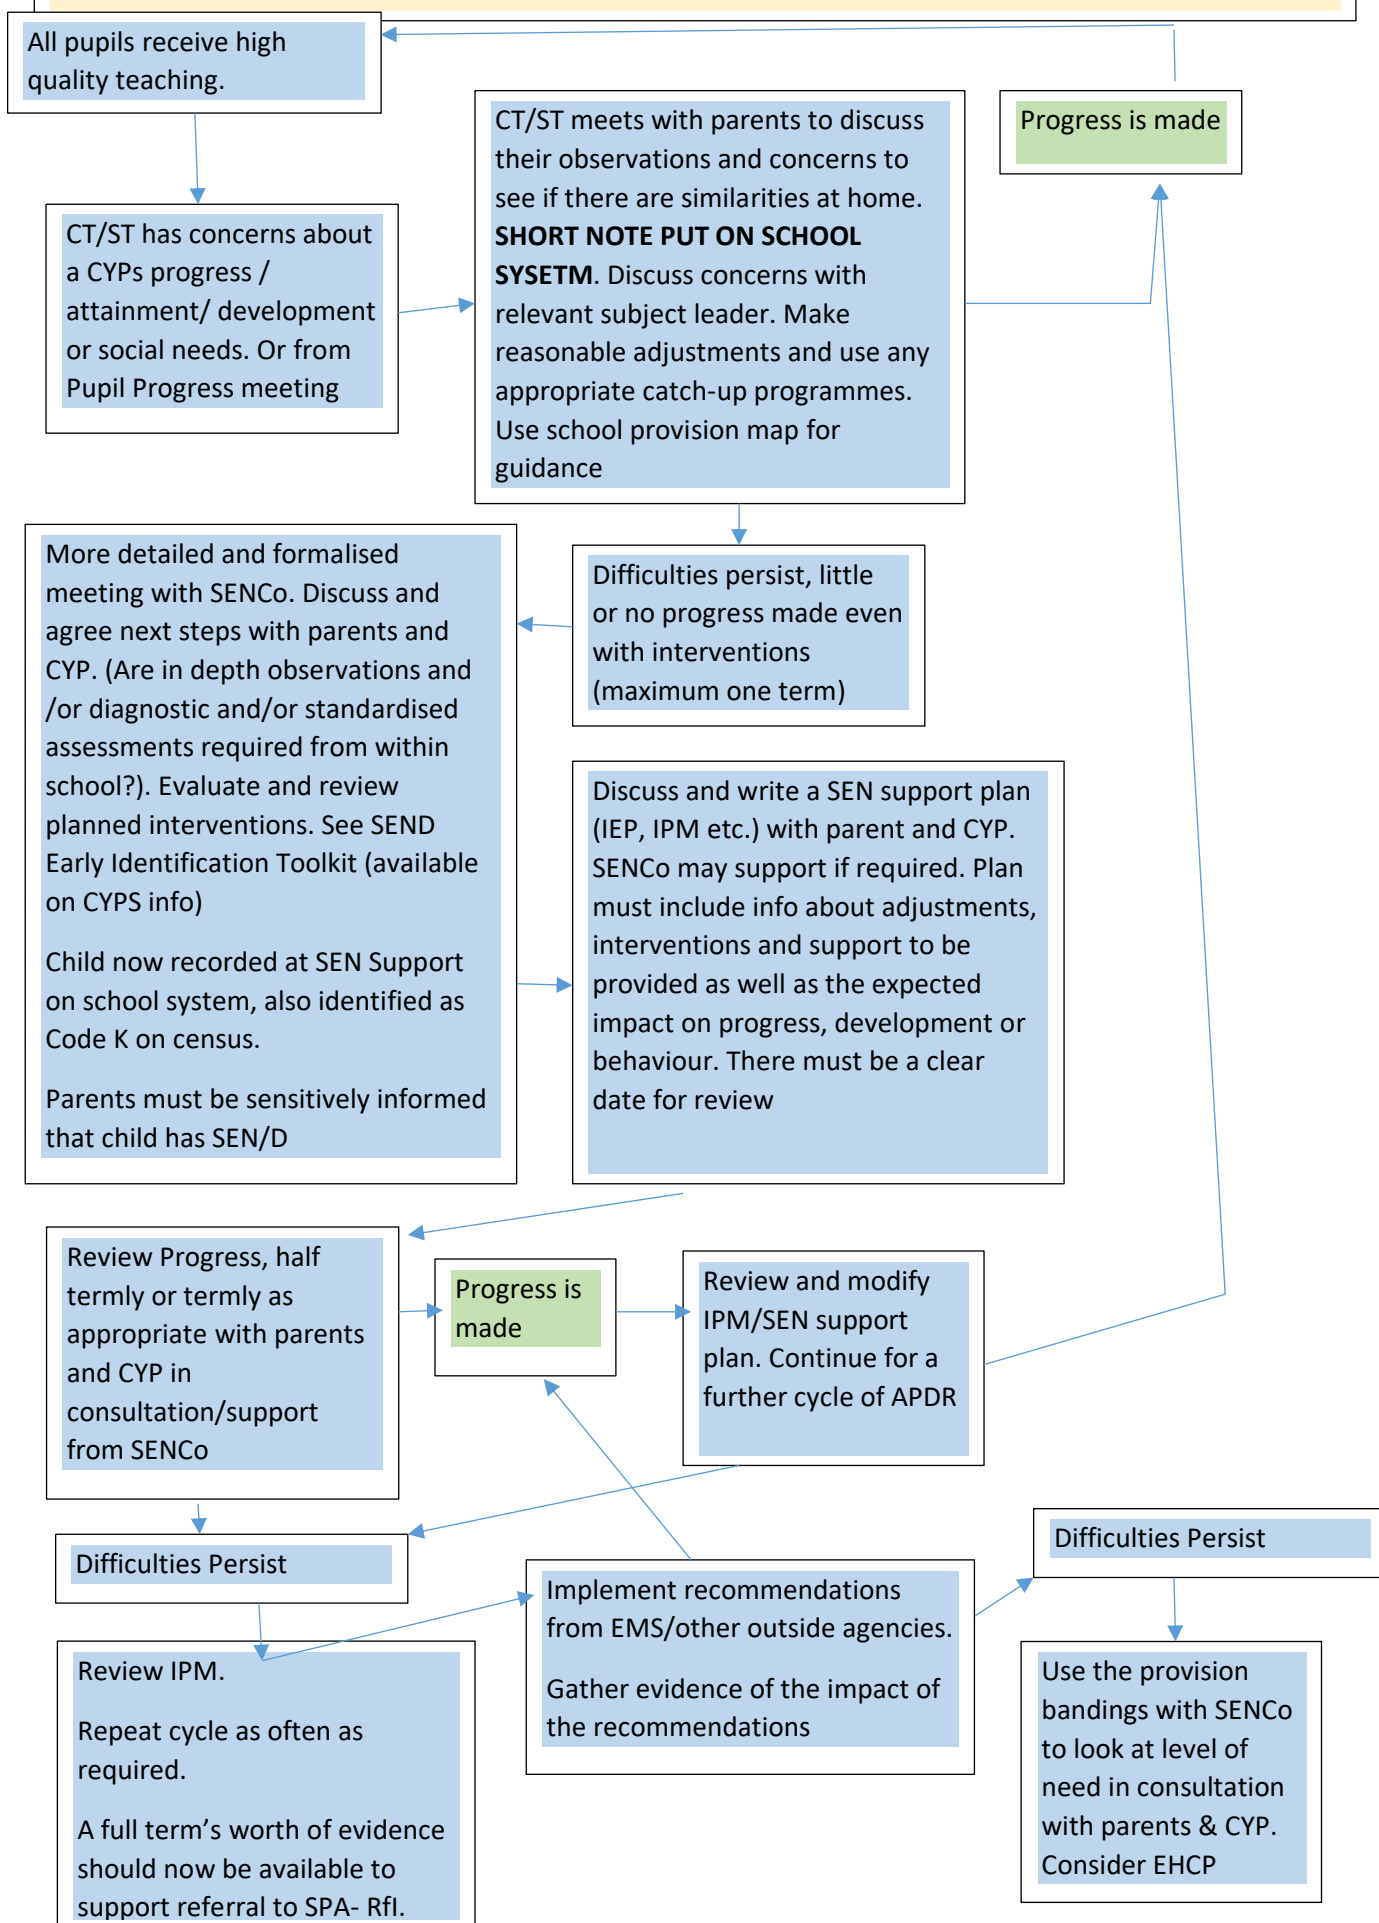 All pupils receive high
quality teaching.
Progress is made
CT/ST meets with parents to discuss
their observations and concerns to
see if there are similarities at home.
SHORT NOTE PUT ON SCHOOL
SYSETM. Discuss concerns with
relevant subject leader. Make
reasonable adjustments and use any
appropriate catch-up programmes.
Use school provision map for
guidance
CT/ST has concerns about
a CYPs progress /
attainment/ development
or social needs. Or from
Pupil Progress meeting
More detailed and formalised
meeting with SENCo. Discuss and
agree next steps with parents and
CYP. (Are in depth observations and
/or diagnostic and/or standardised
assessments required from within
school?). Evaluate and review
planned interventions. See SEND
Early Identification Toolkit (available
on CYPS info)
Child now recorded at SEN Support
on school system, also identified as
Code K on census.
Parents must be sensitively informed
that child has SEN/D
Difficulties persist, little
or no progress made even
with interventions
(maximum one term)
Discuss and write a SEN support plan
(IEP, IPM etc.) with parent and CYP.
SENCo may support if required. Plan
must include info about adjustments,
interventions and support to be
provided as well as the expected
impact on progress, development or
behaviour. There must be a clear
date for review
Review Progress, half
termly or termly as
appropriate with parents
and CYP in
consultation/support
from SENCo
Progress is
made
Review and modify
IPM/SEN support
plan. Continue for a
further cycle of APDR
Difficulties Persist
Implement recommendations
from EMS/other outside agencies.
Gather evidence of the impact of
the recommendations
Difficulties Persist
Review IPM.
Repeat cycle as often as
required.
A full term’s worth of evidence
should now be available to
support referral to SPA- RfI.
Use the provision
bandings with SENCo
to look at level of
need in consultation
with parents & CYP.
Consider EHCP